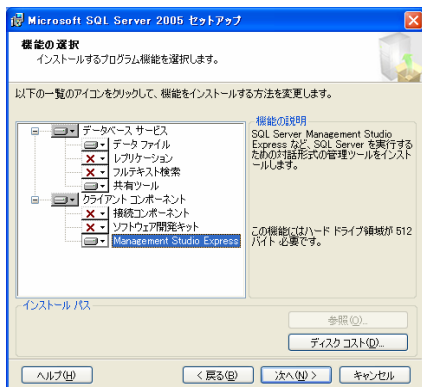 Microsoft SQL Server 2005 セットアップ
機能の選択
インストールするプログラム機能を選択します。
以下の一覧のアイコンをクリックして、機能をインストールする方法を変更します。
データベース サービス
データ ファイル
レプリケーション
フルテキスト検索
共有ツール
クライアント コンポーネント
接続コンポーネント
ソフトウェア開発キット
Management Studio Express
機能の説明
SQL Server Management Studio
Express など、SQL Server を実行する
ための対話形式の管理ツールをインスト
ールします。
この機能にはハード ドライブ領域が 512
バイト 必要です。
インストール パス
参照(O)...
ディスク コスト(D)...
ヘルプ(H)
< 戻る(B)
次へ(N) >
キャンセル